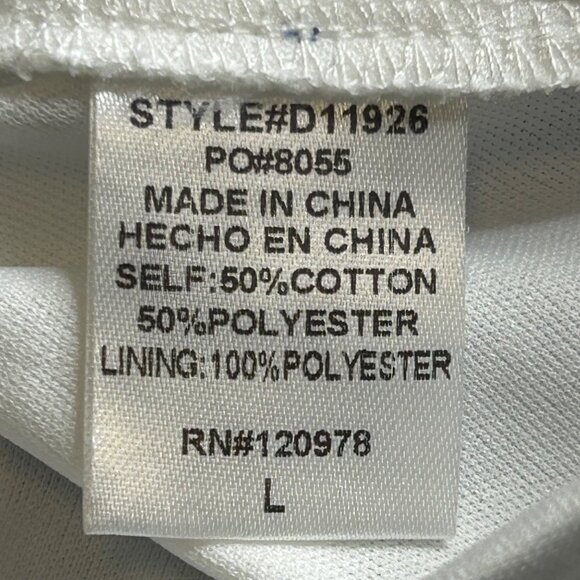 STYLE#D11926
PO#8055
MADE IN CHINA
HECHO EN CHINA
SELF:50%COTTON
50%POLYESTER
LINING:100%POLYESTER
RN#120978
L